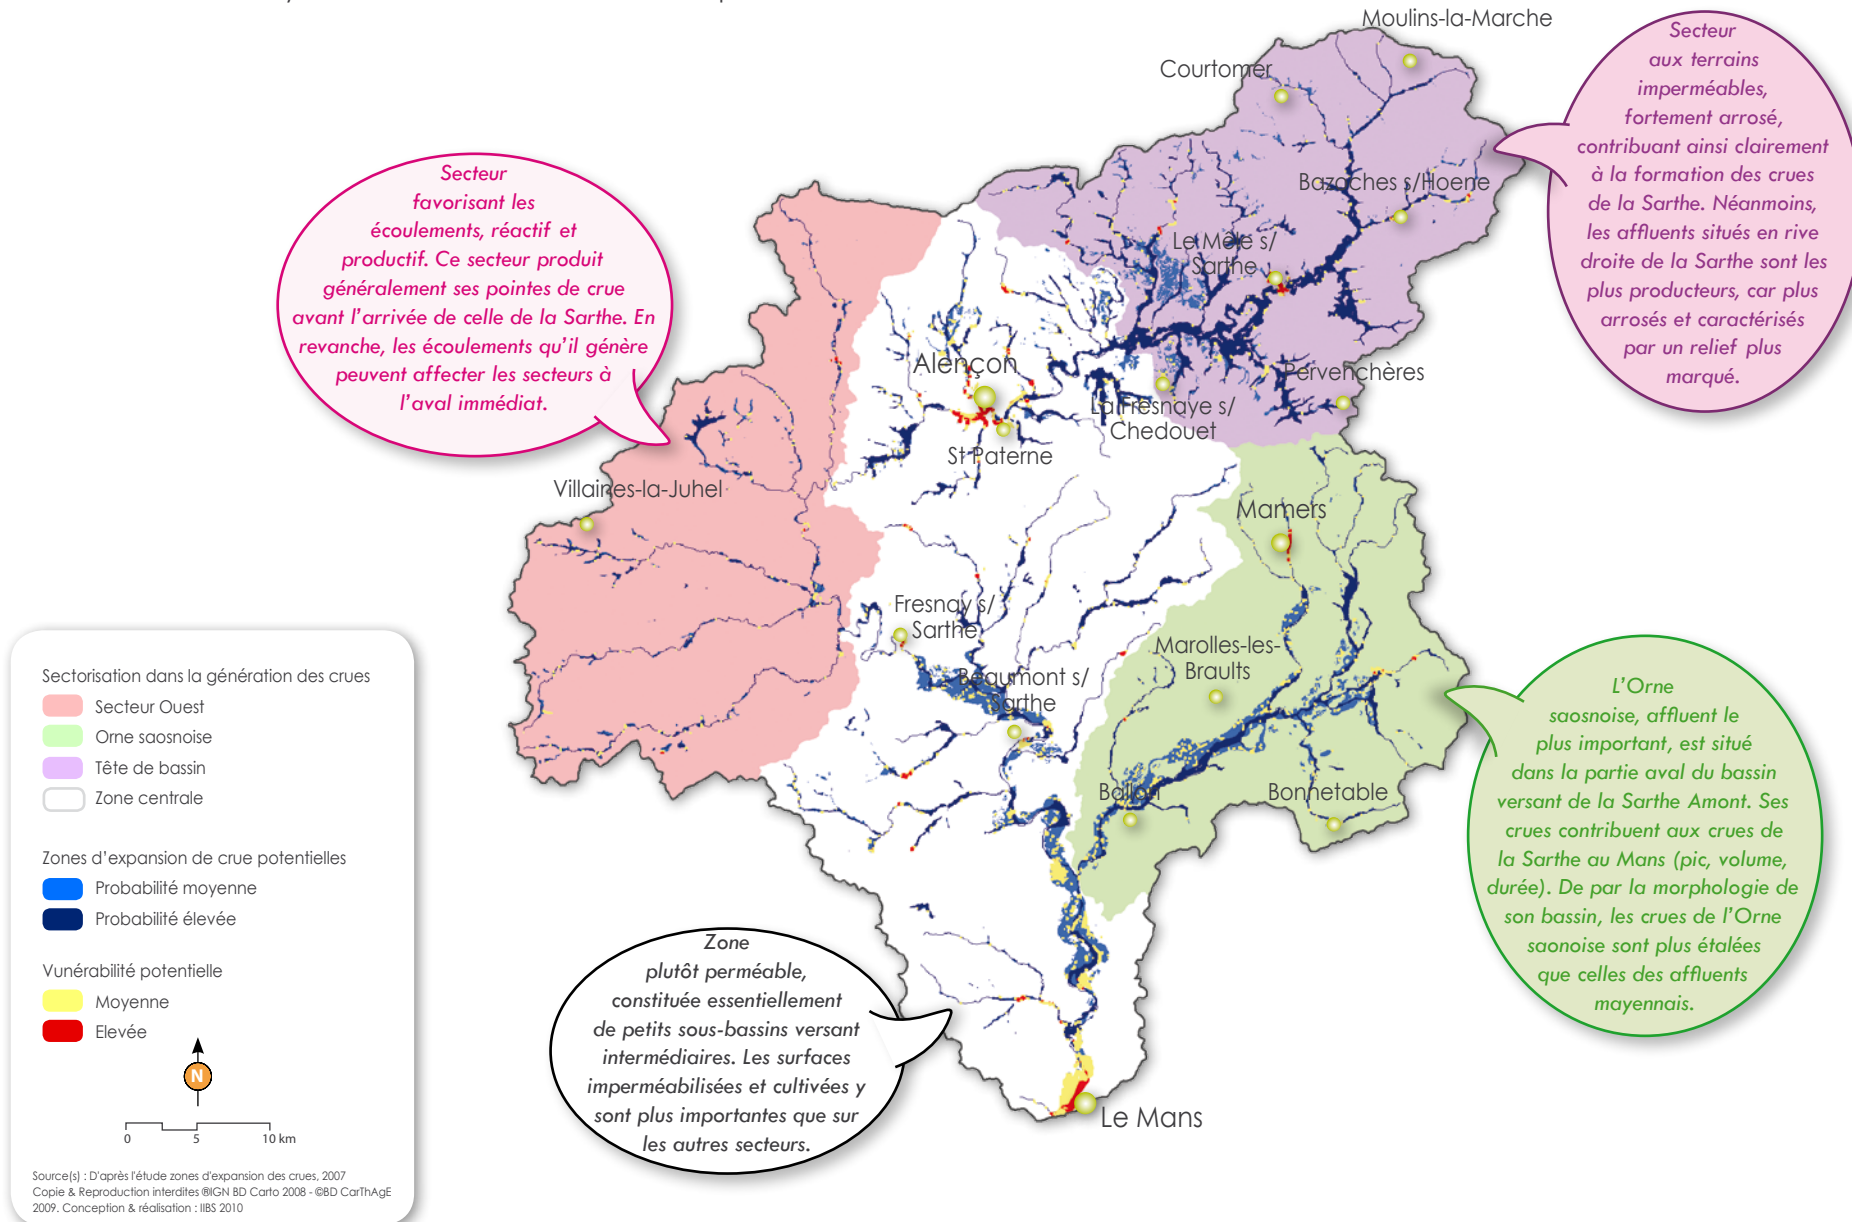 Moulins-la-Marche
Courtomer
Bazoches s/Hoene
Le Mêle s/
Sarthe
Pervenchères
La Fresnaye s/
Chedouet
Alençon
St Paterne
Villaines-la-Juhel
Mamers
Fresnay s/
Sarthe
Beaumont s/
Sarthe
Marolles-les-
Braults
Ballon
Bonnetable
Le Mans
Secteur
favorisant les
écoulements, réactif et
productif. Ce secteur produit
généralement ses pointes de crue
avant l'arrivée de celle de la Sarthe. En
revanche, les écoulements qu'il génère
peuvent affecter les secteurs à
l'aval immédiat.
Secteur
aux terrains
imperméables,
fortement arrosé,
contribuant ainsi clairement
à la formation des crues
de la Sarthe. Néanmoins,
les affluents situés en rive
droite de la Sarthe sont les
plus producteurs, car plus
arrosés et caractérisés
par un relief plus
marqué.
L'Orne
saosnoise, affluent le
plus important, est situé
dans la partie aval du bassin
versant de la Sarthe Amont. Ses
crues contribuent aux crues de
la Sarthe au Mans (pic, volume,
durée). De par la morphologie de
son bassin, les crues de l'Orne
saonoise sont plus étalées
que celles des affluents
mayennais.
Zone
plutôt perméable,
constituée essentiellement
de petits sous-bassins versant
intermédiaires. Les surfaces
imperméabilisées et cultivées y
sont plus importantes que sur
les autres secteurs.
Sectorisation dans la génération des crues
Secteur Ouest
Orne saosnoise
Tête de bassin
Zone centrale
Zones d'expansion de crue potentielles
Probabilité moyenne
Probabilité élevée
Vunérabilité potentielle
Moyenne
Elevée
N
0 5 10 km
Source(s) : D'après l'étude zones d'expansion des crues, 2007
Copie & Reproduction interdites ®IGN BD Carto 2008 - ©BD CarThAgE
2009. Conception & réalisation : IIBS 2010